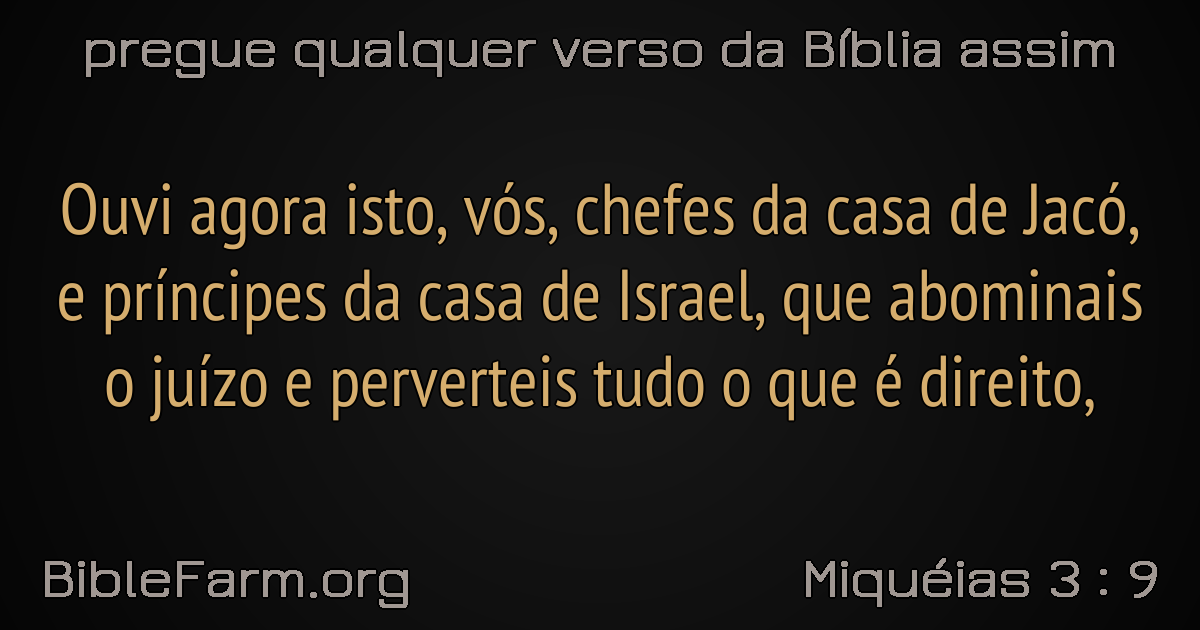 pregue qualquer verso da Bíblia assim
Ouvi agora isto, vós, chefes da casa de Jacó,
e príncipes da casa de Israel, que abominais
o juízo e perverteis tudo o que é direito,
BibleFarm.org
Miquéias 3 : 9